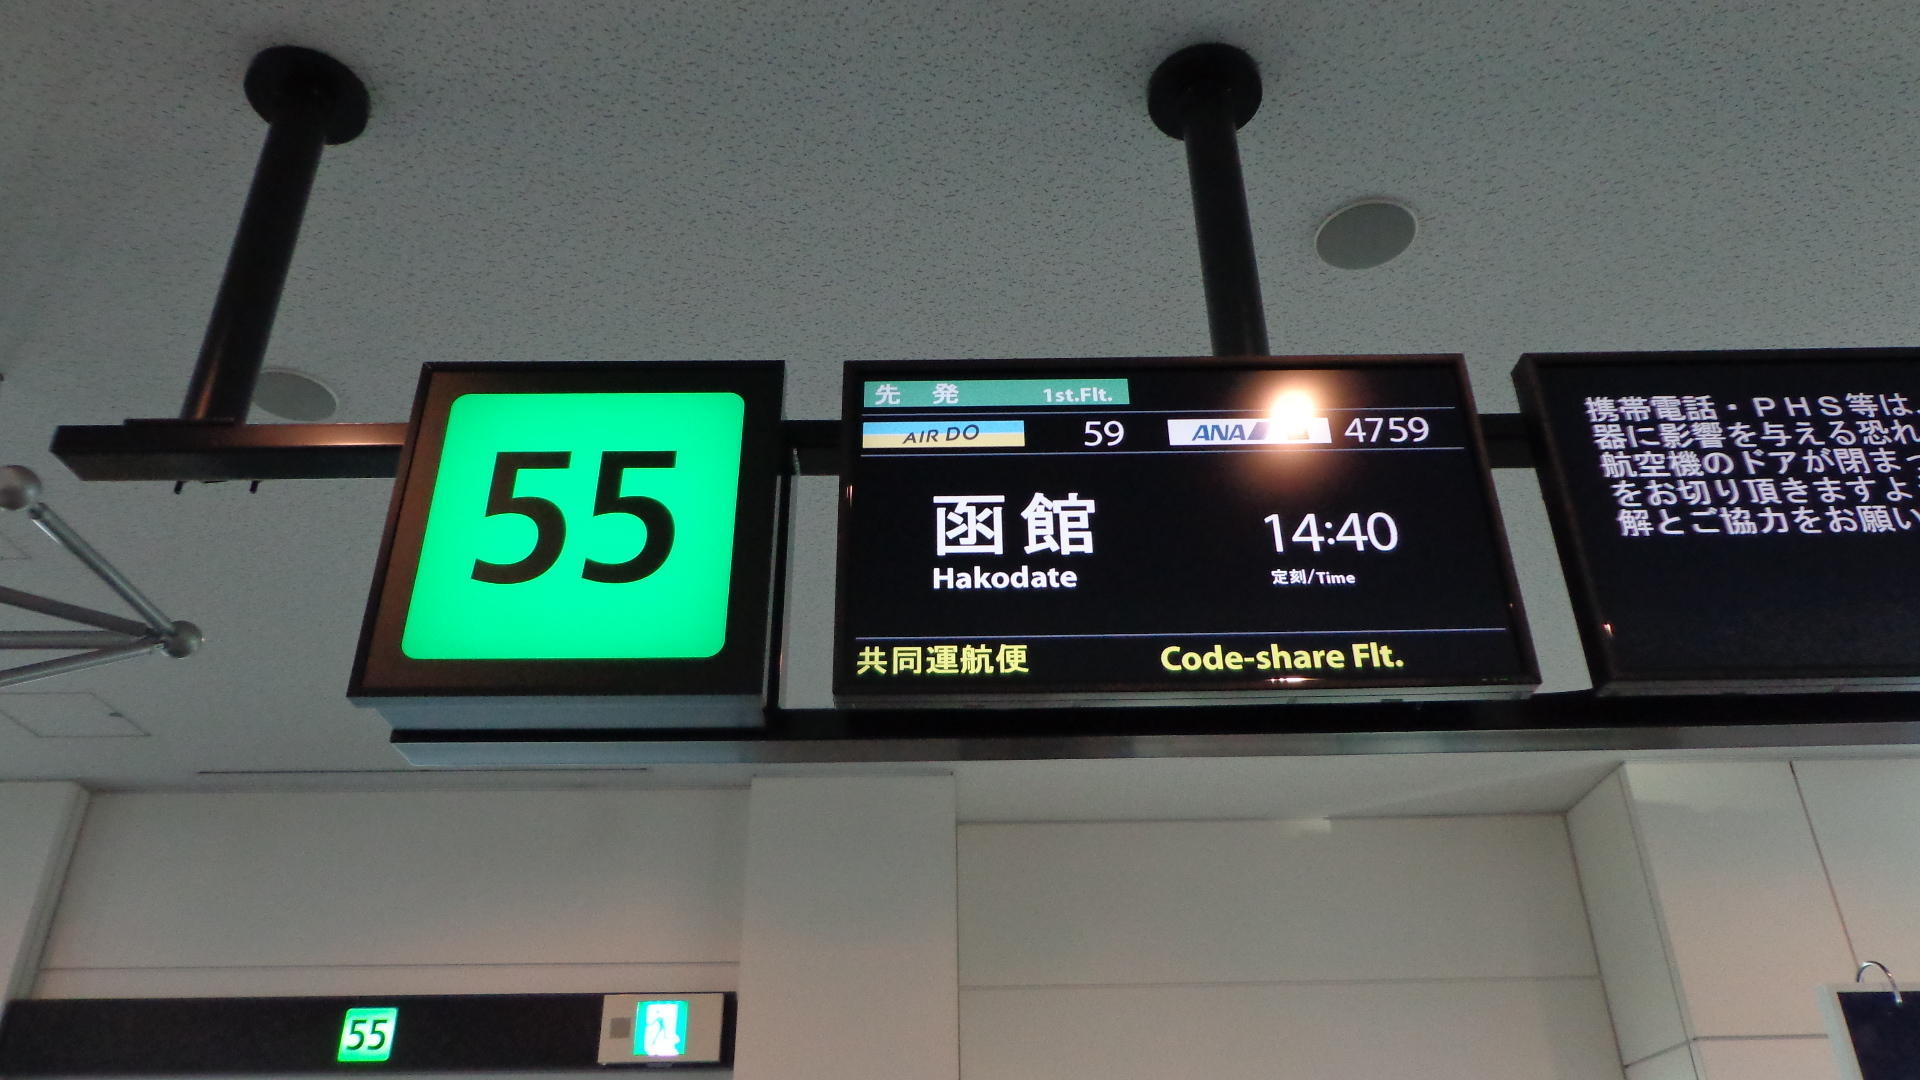 55
先 発 1st.Flt.
AIR DO 59 ANA 4759
函館 14:40
Hakodate 定刻/Time
共同運航便 Code-share Flt.
携帯電話・PHS等は
器に影響を与える恐れ
航空機のドアが閉まっ
をお切り頂きますよ
解とご協力をお願い
55